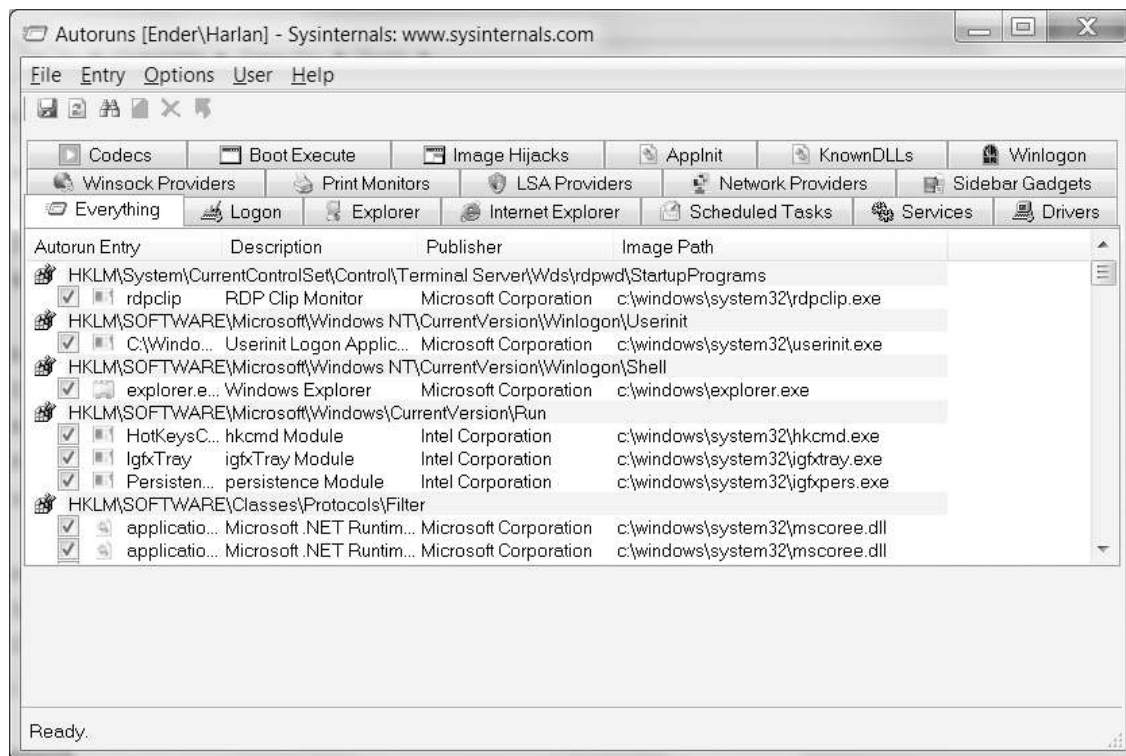 Autoruns [Ender\Harlan] - Sysinternals: www.sysinternals.com
File Entry Options User Help
Codecs Boot Execute Image Hijacks AppInit KnownDLLs Winlogon
Winsock Providers Print Monitors LSA Providers Network Providers Sidebar Gadgets
Everything Logon Explorer Internet Explorer Scheduled Tasks Services Drivers
Autorun Entry Description Publisher Image Path
HKLM\System\CurrentControlSet\Control\Terminal Server\Wds\rdpwd\StartupPrograms
rdpclip RDP Clip Monitor Microsoft Corporation c:\windows\system32\rdpclip.exe
HKLM\SOFTWARE\Microsoft\Windows NT\CurrentVersion\Winlogon\Userinit
C:\Windo... Userinit Logon Applic... Microsoft Corporation c:\windows\system32\userinit.exe
HKLM\SOFTWARE\Microsoft\Windows NT\CurrentVersion\Winlogon\Shell
explorer.e... Windows Explorer Microsoft Corporation c:\windows\explorer.exe
HKLM\SOFTWARE\Microsoft\Windows\CurrentVersion\Run
HotKeysC... hkcmd Module Intel Corporation c:\windows\system32\hkcmd.exe
IgfxTray igfxTray Module Intel Corporation c:\windows\system32\igfxtray.exe
Persisten... persistence Module Intel Corporation c:\windows\system32\igfxpers.exe
HKLM\SOFTWARE\Classes\Protocols\Filter
applicatio... Microsoft .NET Runtim... Microsoft Corporation c:\windows\system32\mscoree.dll
applicatio... Microsoft .NET Runtim... Microsoft Corporation c:\windows\system32\mscoree.dll
Ready.